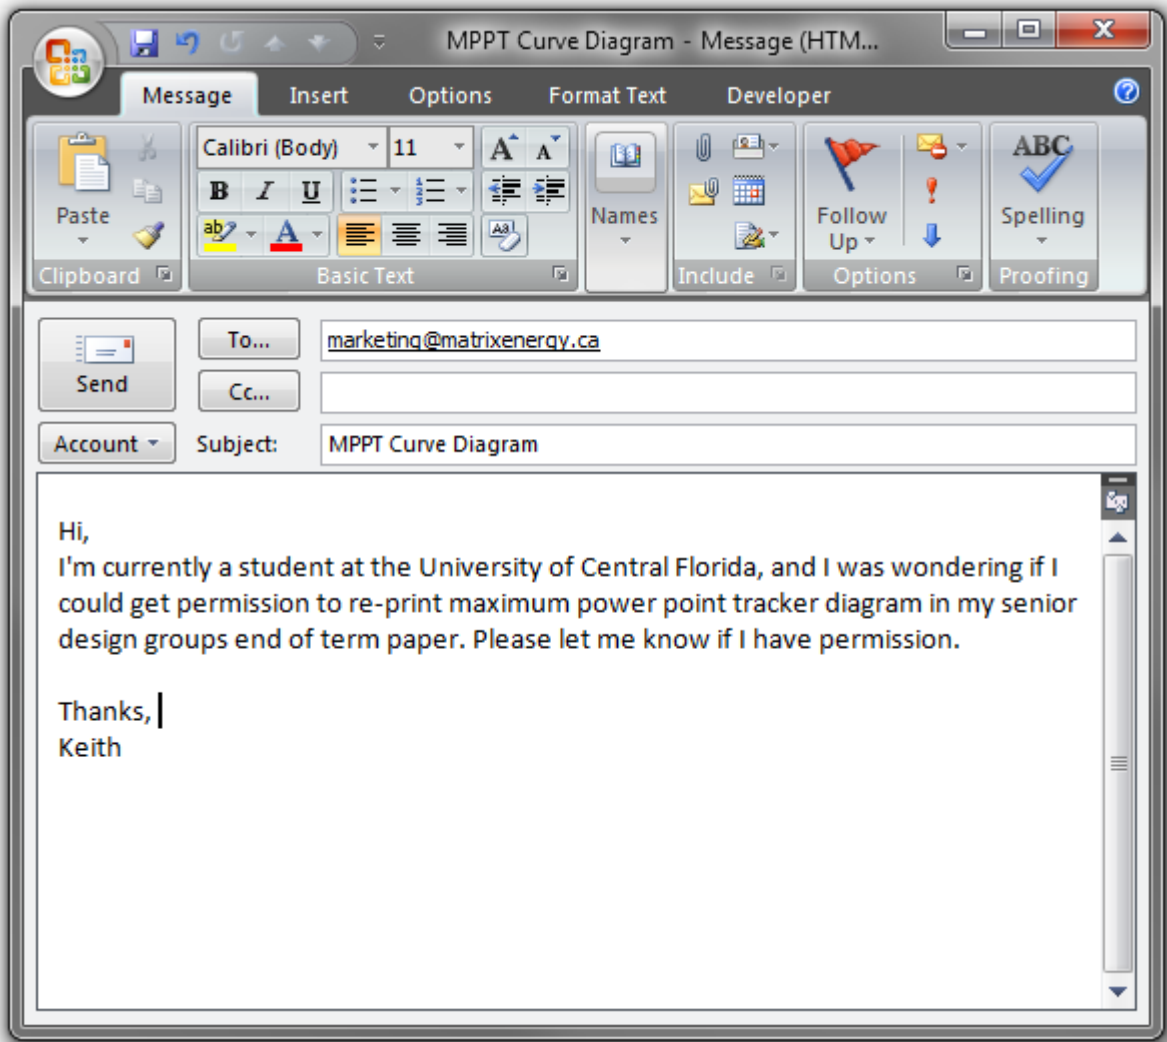 MPPT Curve Diagram - Message (HTM...
Message Insert Options Format Text Developer
Calibri (Body) 11 A A ABC
B I U
Paste Names Follow Up Spelling
ab A Aa
Clipboard Basic Text Include Options Proofing
To... marketing@matrixenergy.ca
Send
Cc...
Account Subject: MPPT Curve Diagram
Hi,
I'm currently a student at the University of Central Florida, and I was wondering if I
could get permission to re-print maximum power point tracker diagram in my senior
design groups end of term paper. Please let me know if I have permission.
Thanks,
Keith